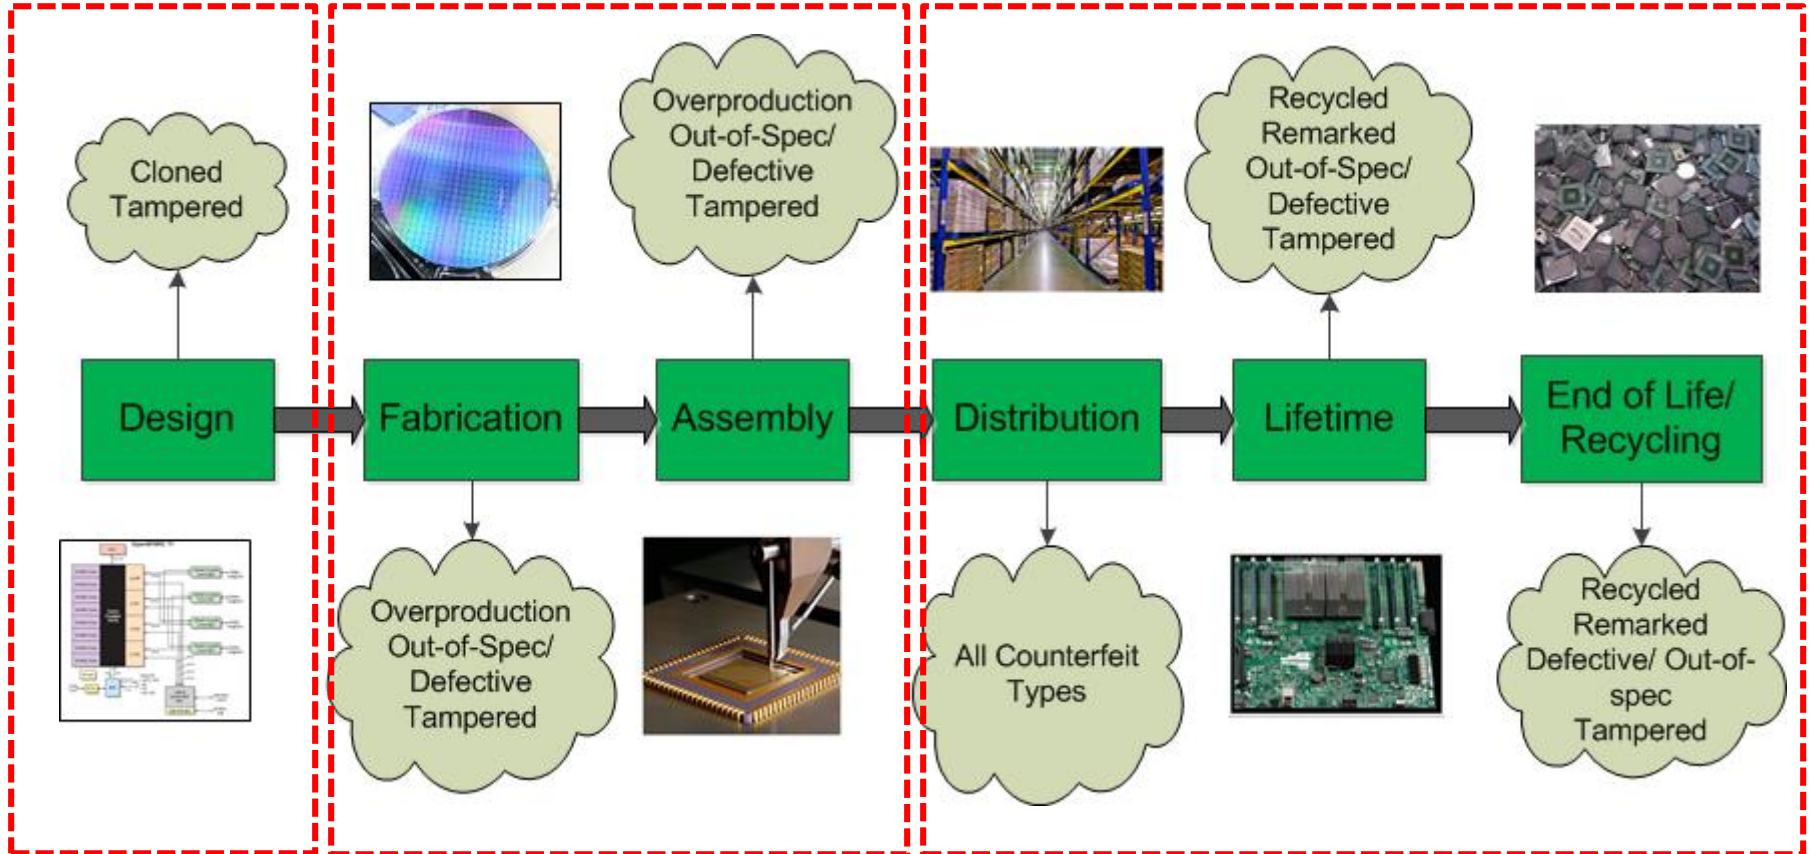 Cloned
Tampered
Overproduction
Out-of-Spec/
Defective
Tampered
Recycled
Remarked
Out-of-Spec/
Defective
Tampered
Design
Fabrication
Assembly
Distribution
Lifetime
End of Life/
Recycling
Overproduction
Out-of-Spec/
Defective
Tampered
All Counterfeit
Types
Recycled
Remarked
Defective/ Out-of-
spec
Tampered